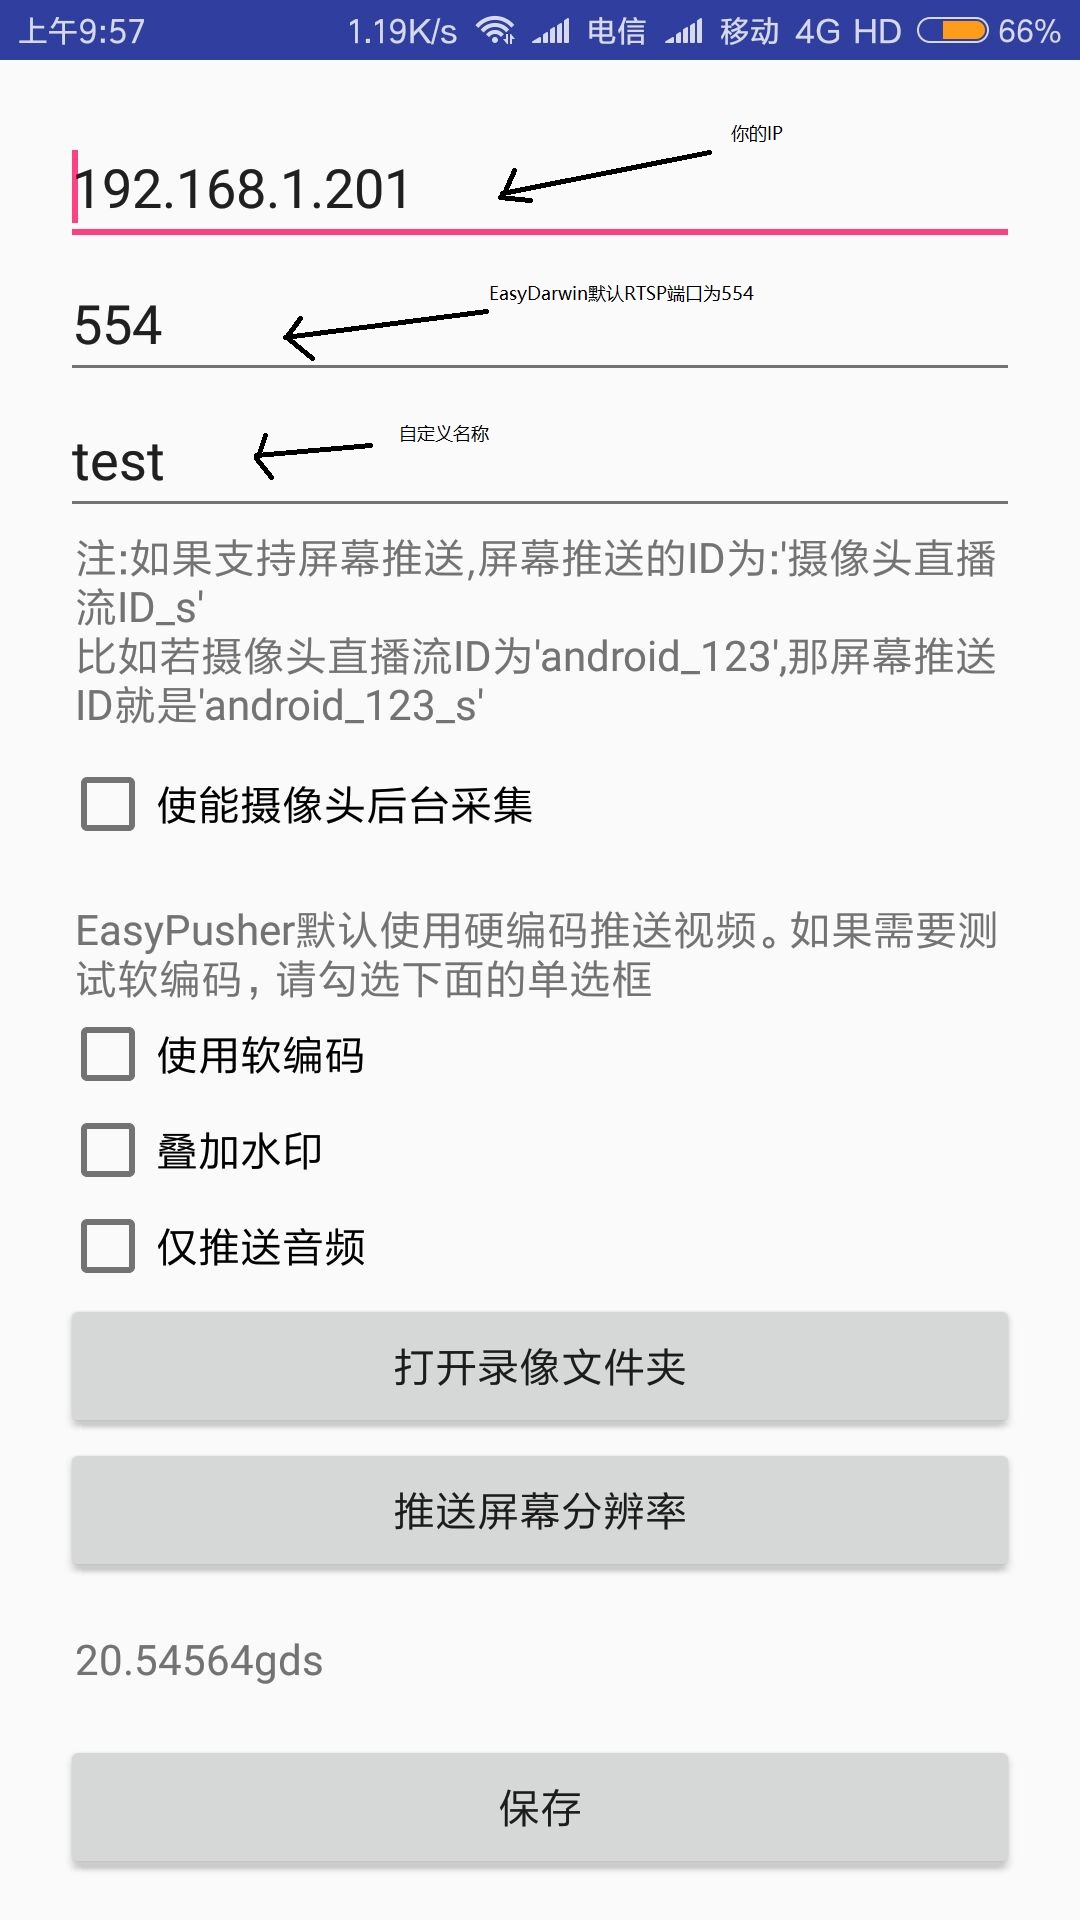 上午9:57 1.19K/s 电信 移动 4G HD 66%
你的IP
192.168.1.201
EasyDarwin默认RTSP端口为554
554
自定义名称
test
注:如果支持屏幕推送,屏幕推送的ID为:'摄像头直播
流ID_s'
比如若摄像头直播流ID为'android_123',那屏幕推送
ID就是'android_123_s'
使能摄像头后台采集
EasyPusher默认使用硬编码推送视频。如果需要测
试软编码，请勾选下面的单选框
使用软编码
叠加水印
仅推送音频
打开录像文件夹
推送屏幕分辨率
20.54564gds
保存